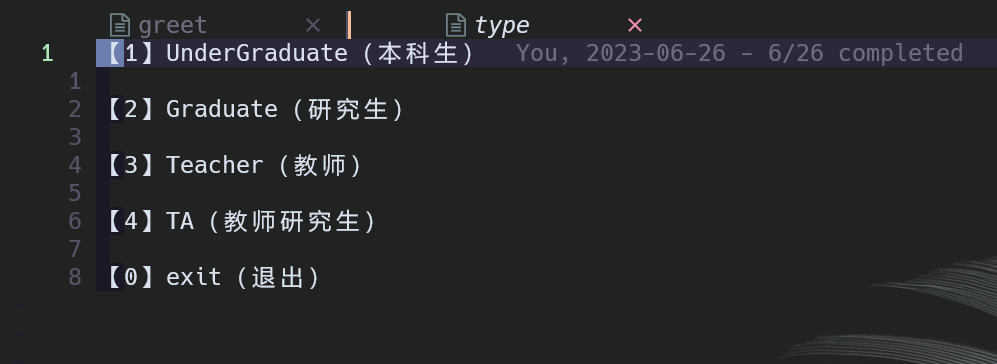 greet × type ×
1 【1】UnderGraduate（本科生） You, 2023-06-26 - 6/26 completed
1
2 【2】Graduate（研究生）
3
4 【3】Teacher（教师）
5
6 【4】TA（教师研究生）
7
8 【0】exit（退出）